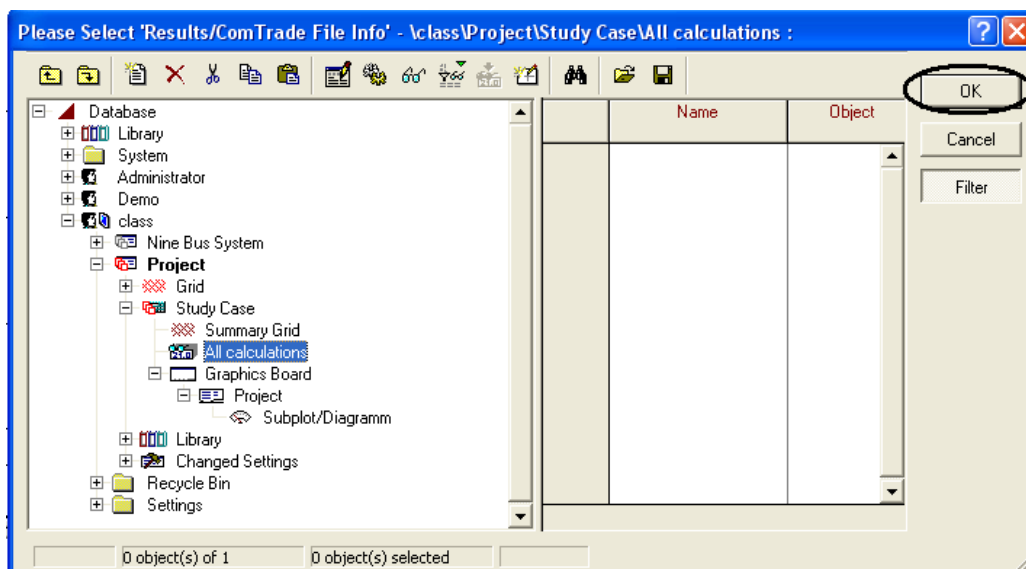 Please Select 'Results/ComTrade File Info' - \class\Project\Study Case\All calculations :
OK
Cancel
Filter
Database
Library
System
Administrator
Demo
class
Nine Bus System
Project
Grid
Study Case
Summary Grid
All calculations
Graphics Board
Project
Subplot/Diagramm
Library
Changed Settings
Recycle Bin
Settings
Name Object
0 object(s) of 1 0 object(s) selected